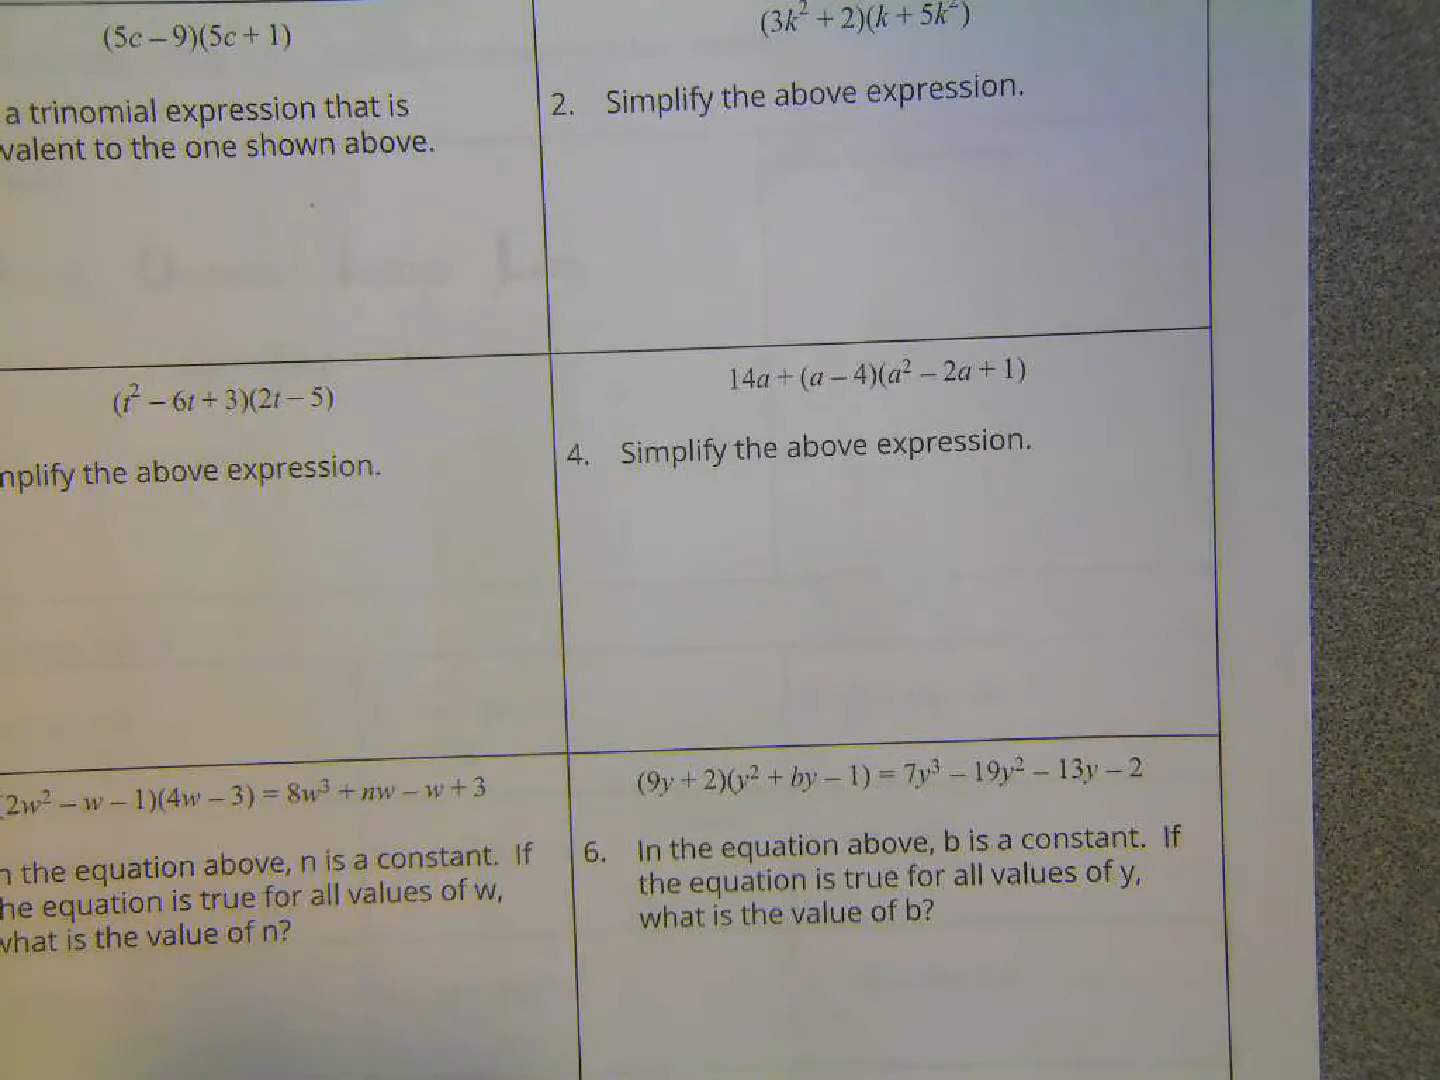 (5c – 9)(5c + 1)
a trinomial expression that is
valent to the one shown above.
(3k² + 2)(k + 5k²)
2. Simplify the above expression.
(t² – 6t + 3)(2t – 5)
nplify the above expression.
14a + (a – 4)(a² – 2a + 1)
4. Simplify the above expression.
2w² – w – 1)(4w – 3) = 8w³ + nw – w + 3
n the equation above, n is a constant. If
he equation is true for all values of w,
what is the value of n?
(9y + 2)(y² + by – 1) = 7y³ – 19y² – 13y – 2
6. In the equation above, b is a constant. If
the equation is true for all values of y,
what is the value of b?